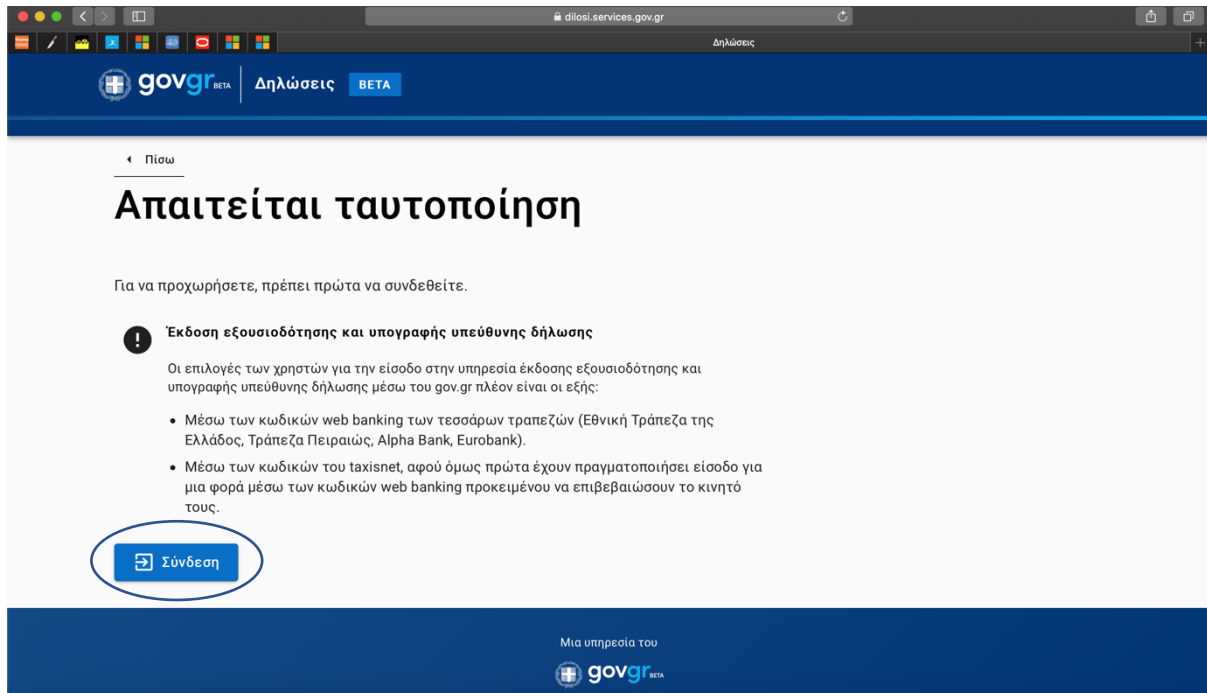 dilosi.services.gov.gr
Δηλώσεις
govgr BETA Δηλώσεις BETA
Πίσω
Απαιτείται ταυτοποίηση
Για να προχωρήσετε, πρέπει πρώτα να συνδεθείτε.
Έκδοση εξουσιοδότησης και υπογραφής υπεύθυνης δήλωσης
Οι επιλογές των χρηστών για την είσοδο στην υπηρεσία έκδοσης εξουσιοδότησης και
υπογραφής υπεύθυνης δήλωσης μέσω του gov.gr πλέον είναι οι εξής:
• Μέσω των κωδικών web banking των τεσσάρων τραπεζών (Εθνική Τράπεζα της
Ελλάδος, Τράπεζα Πειραιώς, Alpha Bank, Eurobank).
• Μέσω των κωδικών του taxisnet, αφού όμως πρώτα έχουν πραγματοποιήσει είσοδο για
μια φορά μέσω των κωδικών web banking προκειμένου να επιβεβαιώσουν το κινητό
τους.
Σύνδεση
Μια υπηρεσία του
govgr BETA